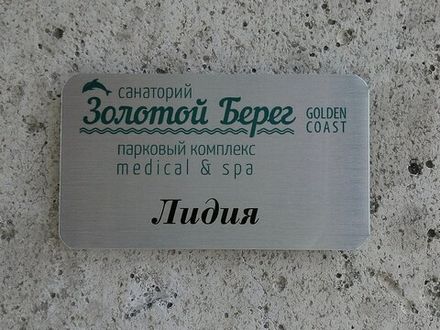 санаторий
Золотой Берег
GOLDEN
COAST
парковый комплекс
medical & spa
Лидия